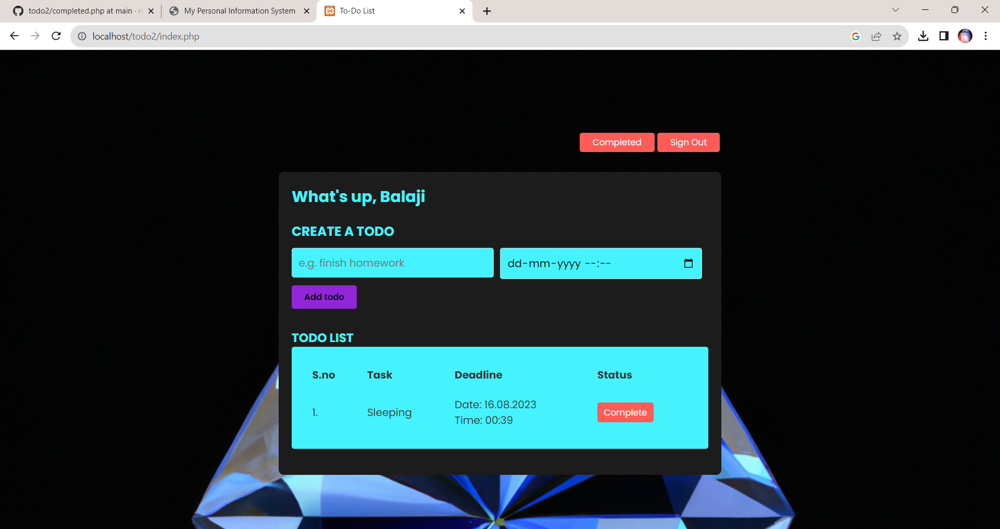 todo2/completed.php at main ·
My Personal Information System
To-Do List
localhost/todo2/index.php
Completed
Sign Out
What's up, Balaji
CREATE A TODO
e.g. finish homework
dd-mm-yyyy --:--
Add todo
TODO LIST
S.no Task Deadline Status
1. Sleeping Date: 16.08.2023
Time: 00:39
Complete